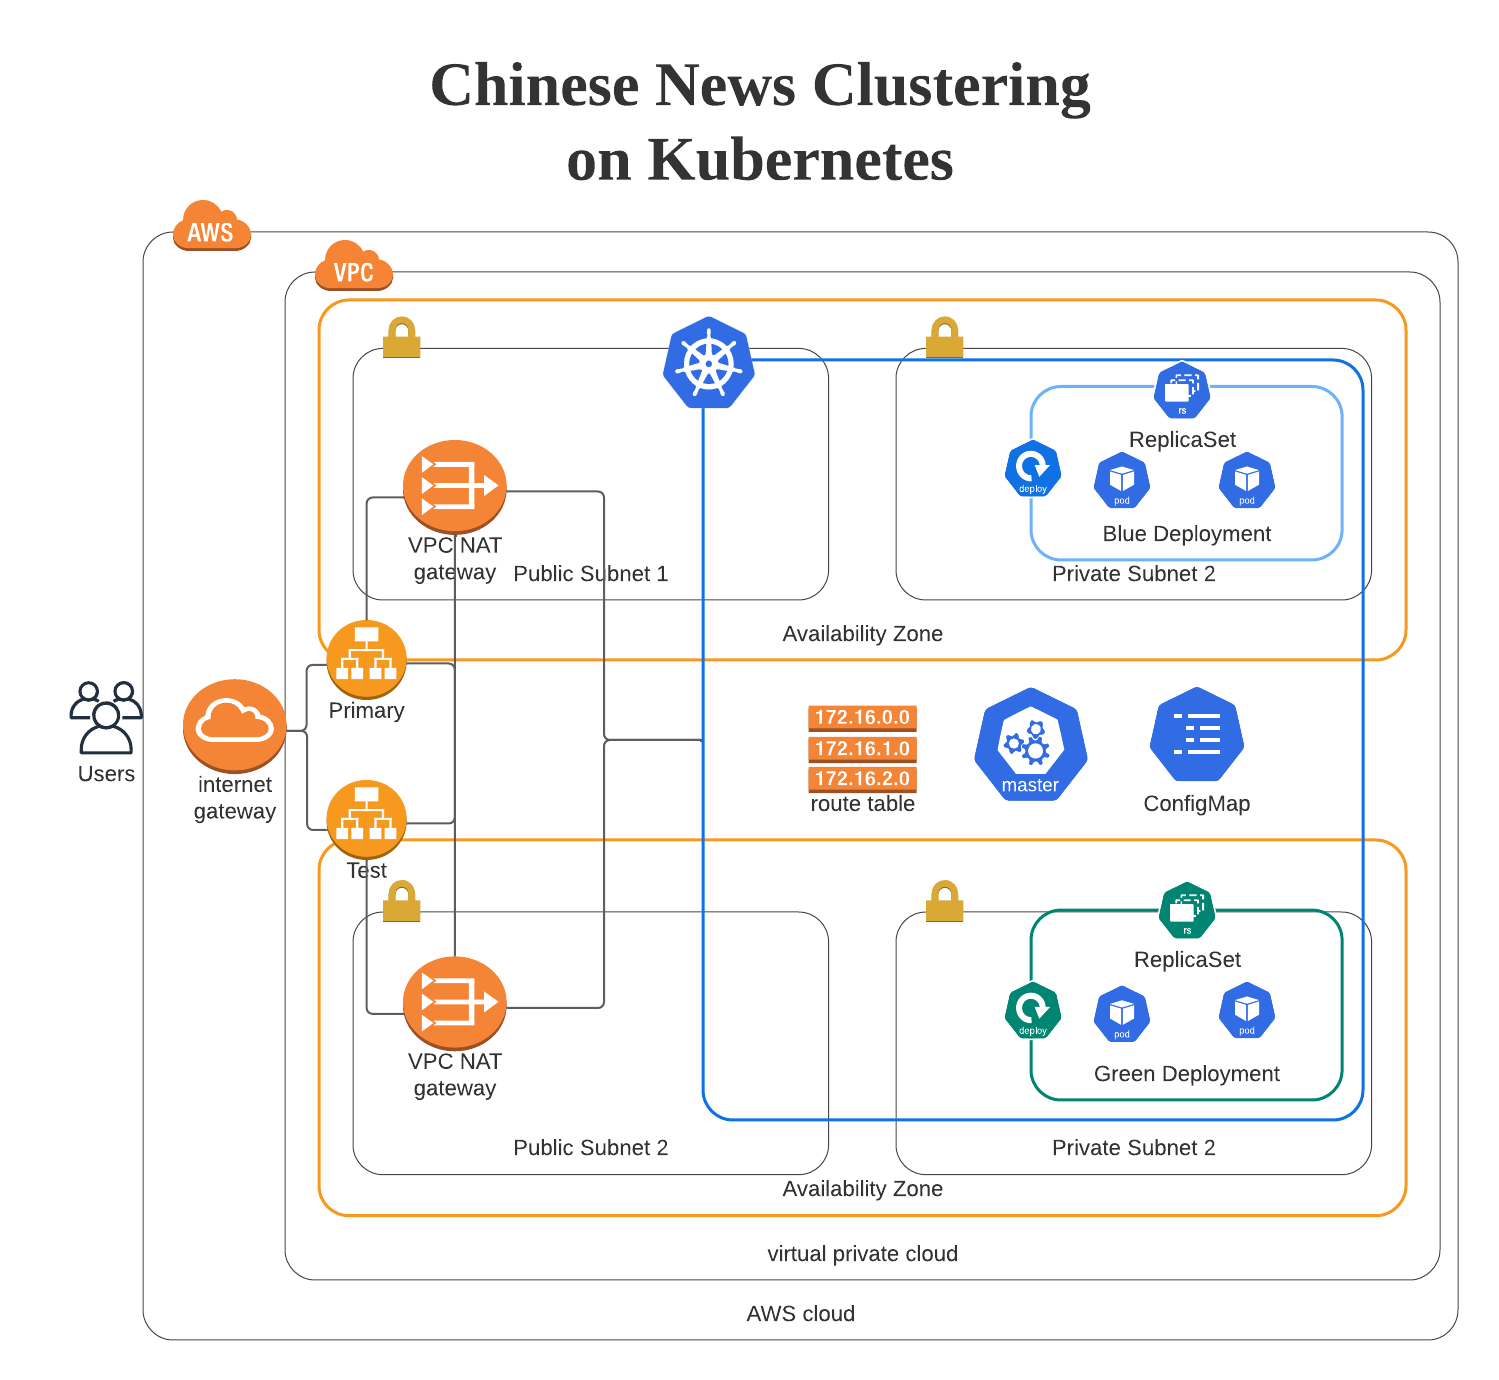 Chinese News Clustering
on Kubernetes
AWS
VPC
rs
ReplicaSet
deploy
pod
pod
Blue Deployment
VPC NAT
gateway
Public Subnet 1
Private Subnet 2
Availability Zone
Primary
Users
internet
gateway
172.16.0.0
172.16.1.0
172.16.2.0
route table
master
ConfigMap
Test
rs
ReplicaSet
deploy
pod
pod
Green Deployment
VPC NAT
gateway
Public Subnet 2
Private Subnet 2
Availability Zone
virtual private cloud
AWS cloud